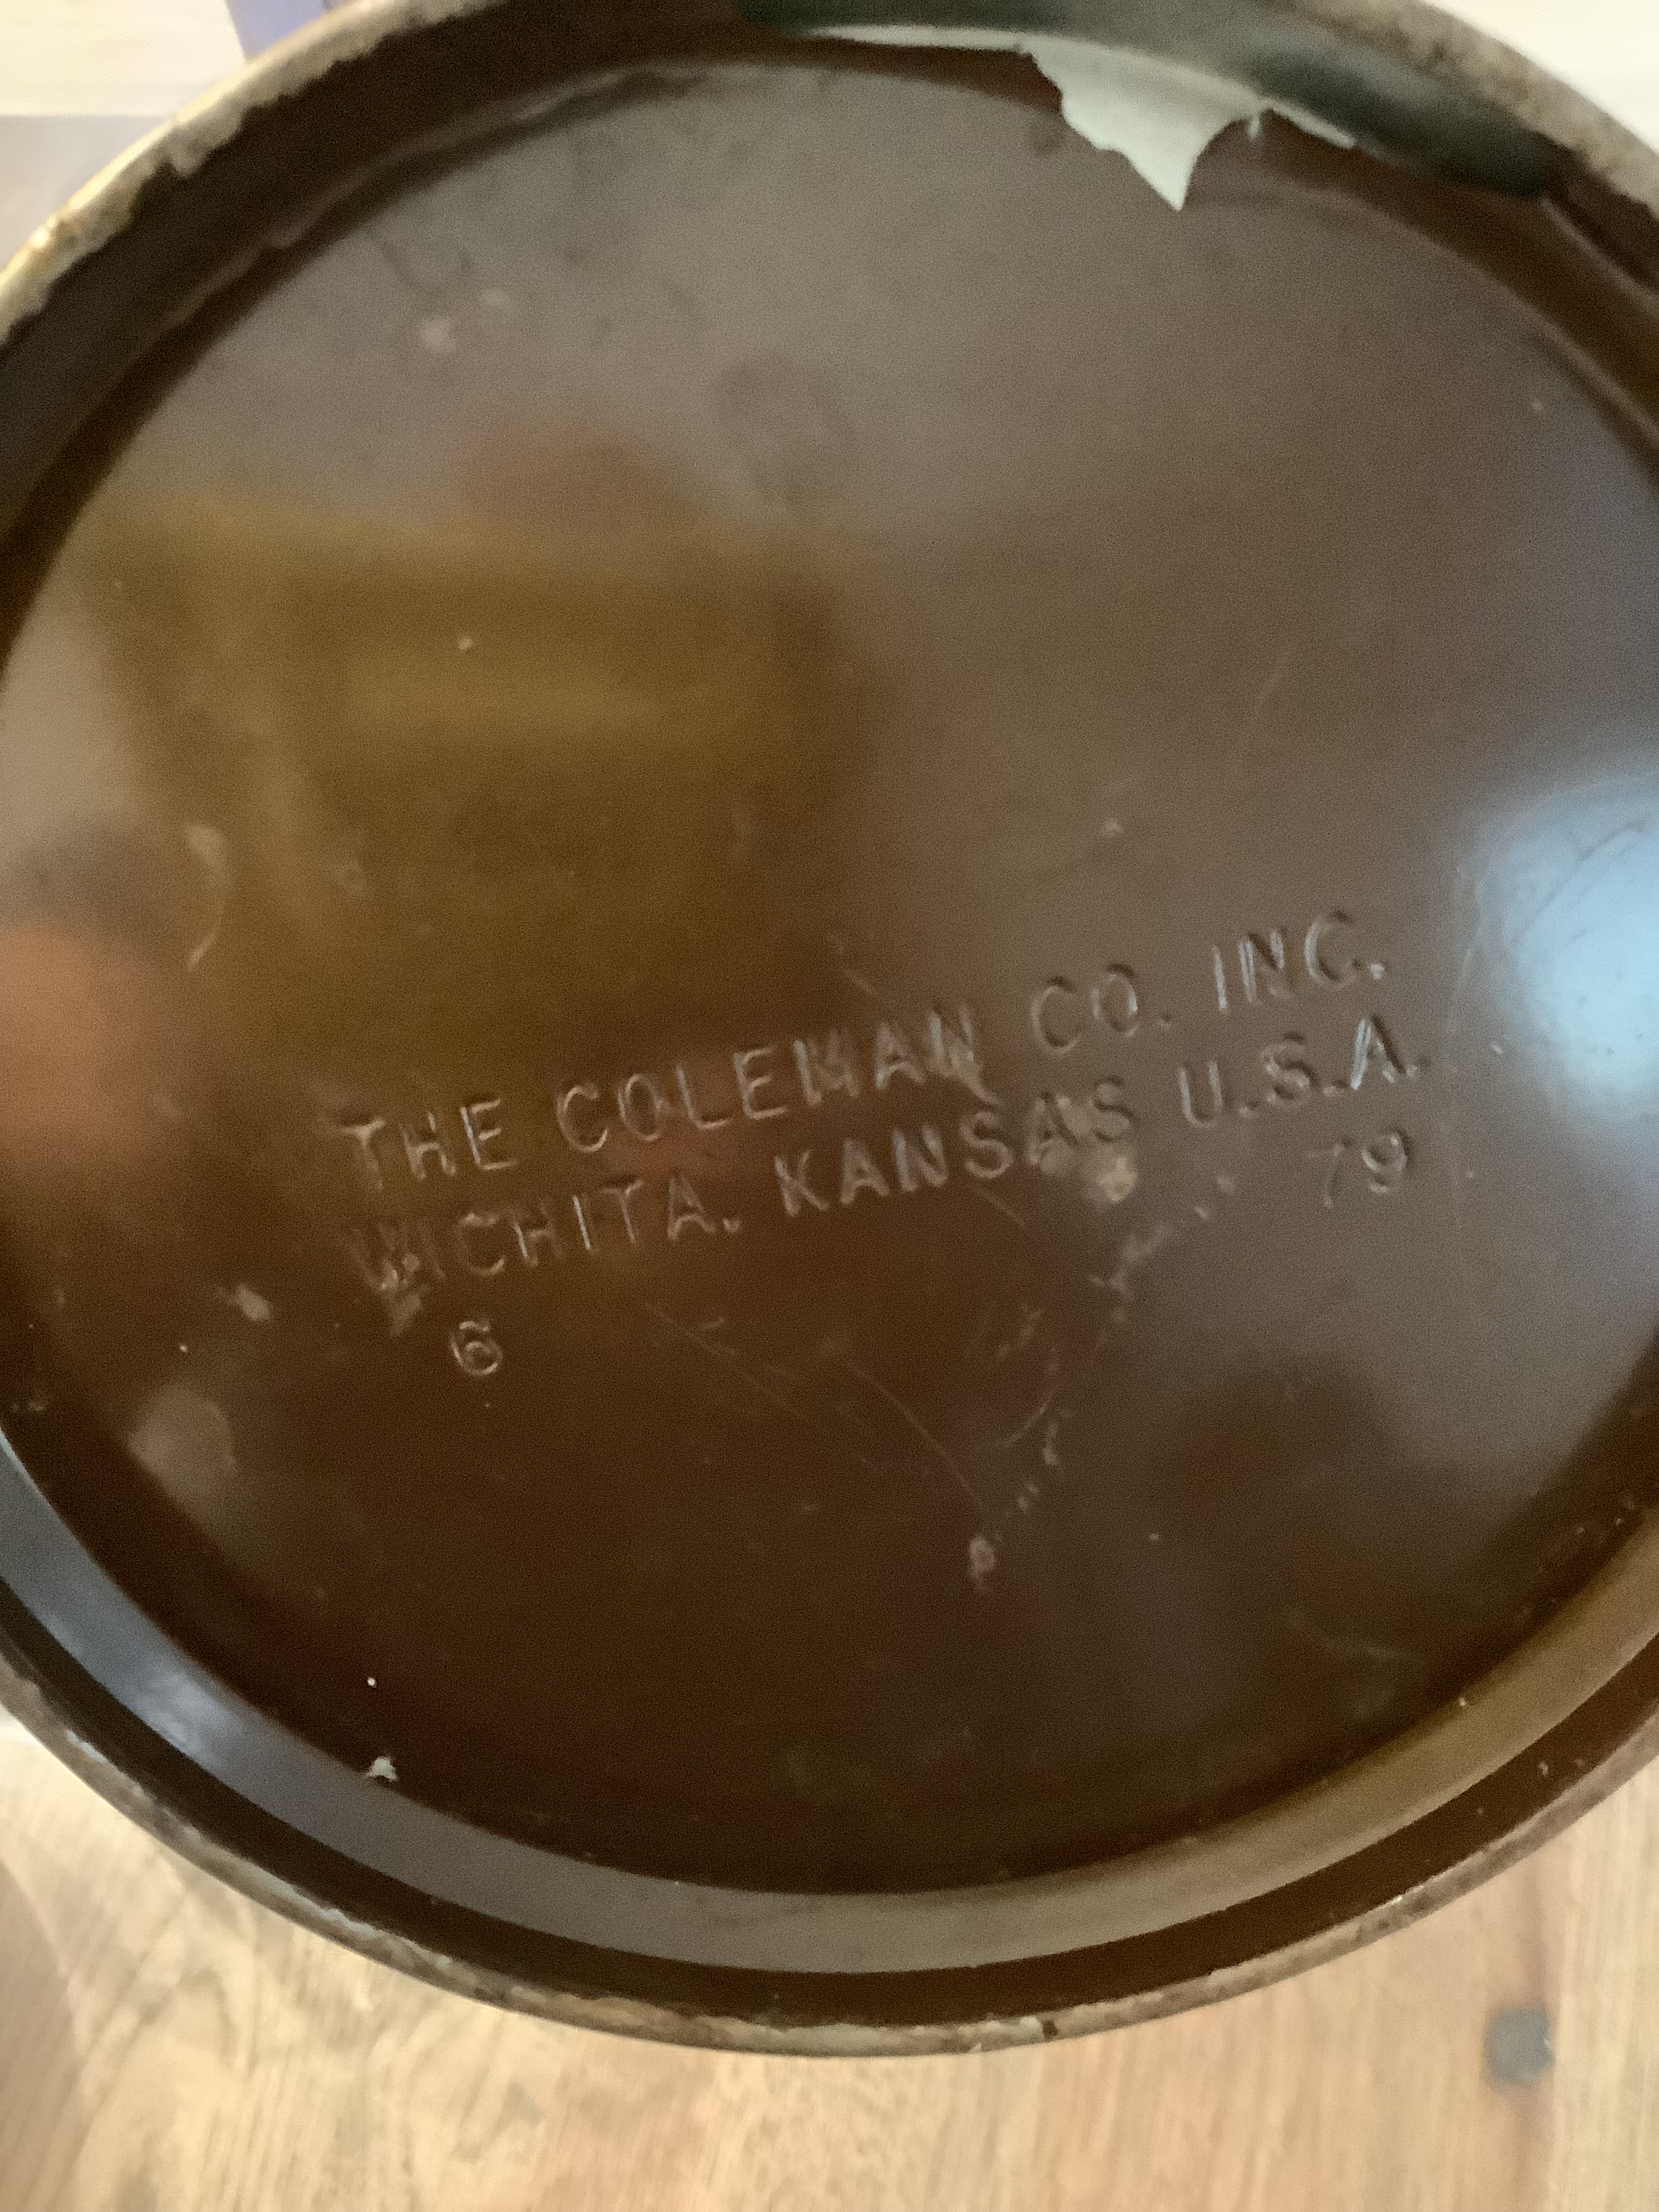 THE COLEMAN CO. INC.
WICHITA, KANSAS U.S.A.
6 79